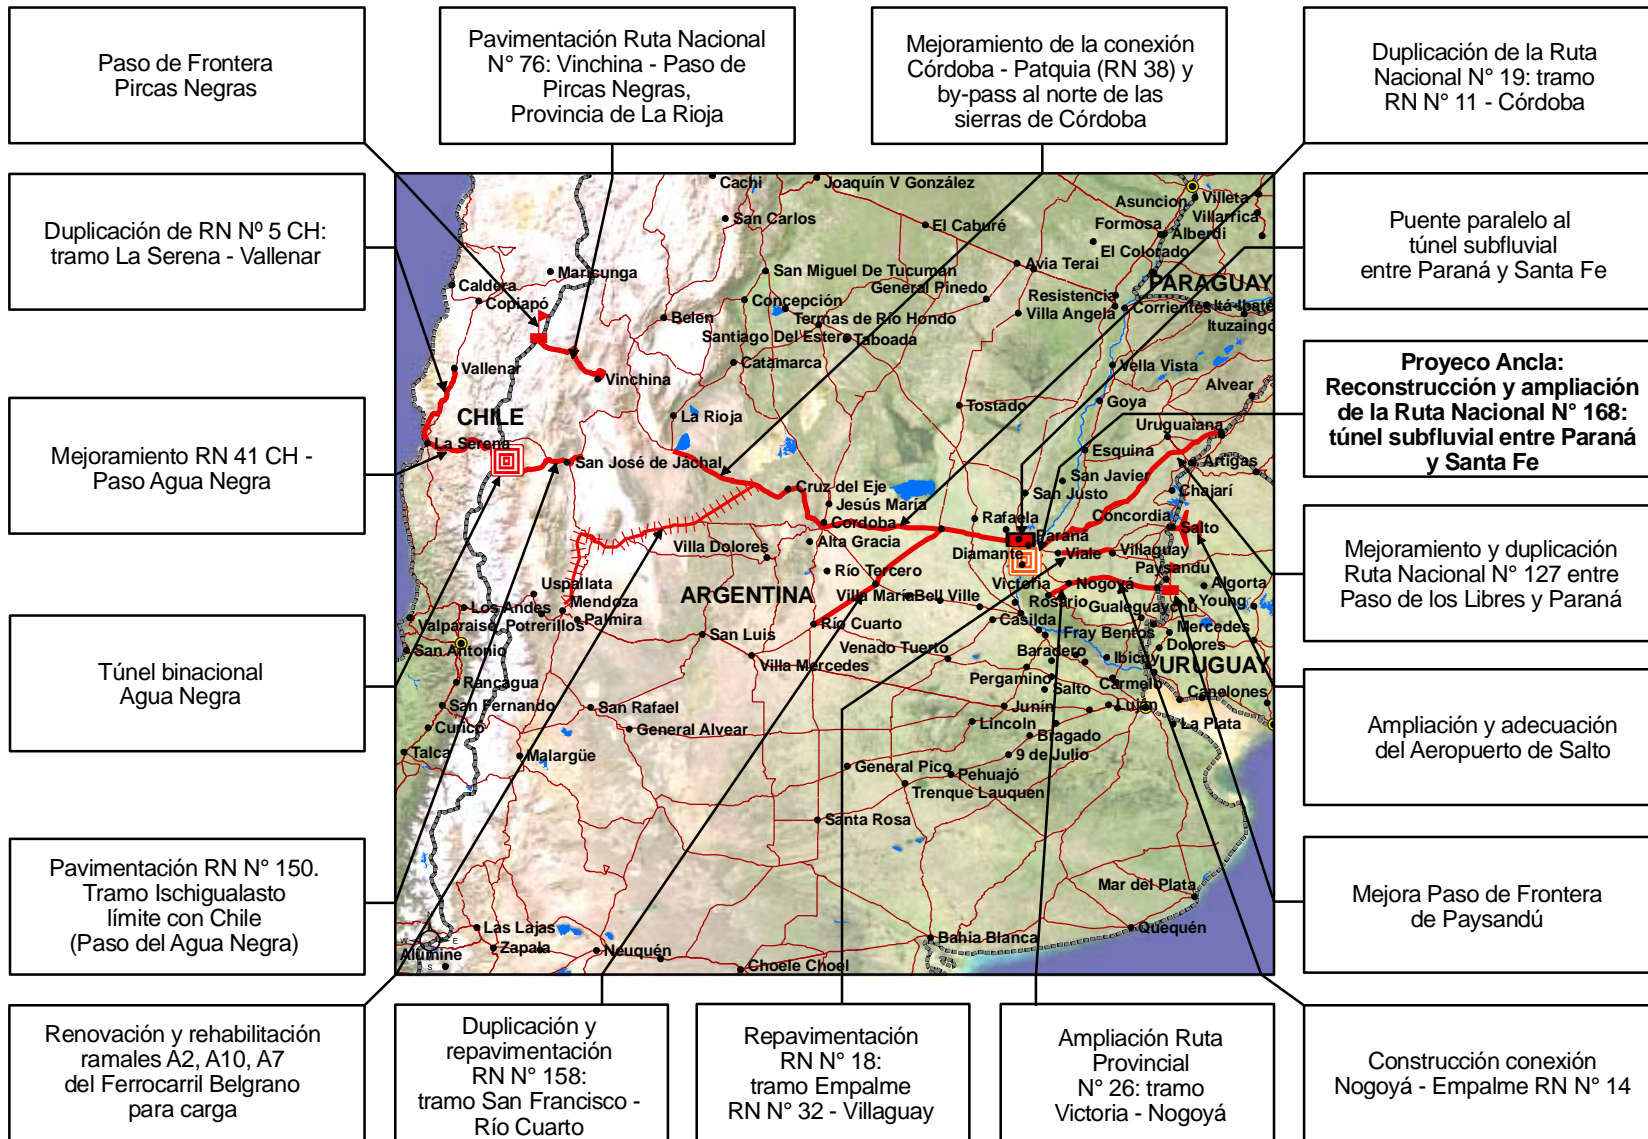 Paso de Frontera
Pircas Negras
Pavimentación Ruta Nacional
N° 76: Vinchina - Paso de
Pircas Negras,
Provincia de La Rioja
Mejoramiento de la conexión
Córdoba - Patquia (RN 38) y
by-pass al norte de las
sierras de Córdoba
Duplicación de la Ruta
Nacional N° 19: tramo
RN N° 11 - Córdoba
Duplicación de RN Nº 5 CH:
tramo La Serena - Vallenar
Mejoramiento RN 41 CH -
Paso Agua Negra
Túnel binacional
Agua Negra
Pavimentación RN N° 150.
Tramo Ischigualasto
límite con Chile
(Paso del Agua Negra)
Cachi
Joaquín V González
San Carlos
El Caburé
Asuncion
Villeta
Villarrica
Formosa
Alberdi
El Colorado
Avia Terai
San Miguel De Tucumán
General Pinedo
PARAGUAY
Maricunga
Caldera
Copiapó
Concepción
Resistencia
Villa Angela
Corrientes
Itá-Ibaté
Ituzaingó
Belen
Termas de Río Hondo
Santiago Del Estero
Taboada
Catamarca
Vallenar
Vinchina
Vella Vista
Alvear
Goya
Tostado
La Rioja
CHILE
Uruguaiana
La Serena
San José de Jáchal
Esquina
Artigas
San Javier
Cruz del Eje
San Justo
Chajarí
Jesús María
Concordia
Salto
Cordoba
Rafaela
Paraná
Alta Gracia
Villa Dolores
Diamante
Viale
Villaguay
Río Tercero
Paysandu
Uspallata
ARGENTINA
Victoria
Nogoyá
Algorta
Mendoza
Villa María
Bell Ville
Rosario
Young
Los Andes
Gualeguaychú
Valparaiso
Potrerillos
Palmira
Río Cuarto
Casilda
Mercedes
San Luis
Fray Bentos
Dolores
San Antonio
Venado Tuerto
Baradero
Ibicuy
URUGUAY
Villa Mercedes
Rancagua
Pergamino
Salto
Carmelo
Canelones
San Fernando
San Rafael
Junín
Luján
Curicó
General Alvear
Lincoln
La Plata
Bragado
Talca
Malargüe
9 de Julio
General Pico
Pehuajó
Trenque Lauquen
Santa Rosa
Mar del Plata
Las Lajas
Bahia Blanca
Quequén
W
E
Zapala
Neuquén
Aluminé
S
Choele Choel
Puente paralelo al
túnel subfluvial
entre Paraná y Santa Fe
Proyeco Ancla:
Reconstrucción y ampliación
de la Ruta Nacional N° 168:
túnel subfluvial entre Paraná
y Santa Fe
Mejoramiento y duplicación
Ruta Nacional N° 127 entre
Paso de los Libres y Paraná
Ampliación y adecuación
del Aeropuerto de Salto
Mejora Paso de Frontera
de Paysandú
Renovación y rehabilitación
ramales A2, A10, A7
del Ferrocarril Belgrano
para carga
Duplicación y
repavimentación
RN N° 158:
tramo San Francisco -
Río Cuarto
Repavimentación
RN N° 18:
tramo Empalme
RN N° 32 - Villaguay
Ampliación Ruta
Provincial
N° 26: tramo
Victoria - Nogoyá
Construcción conexión
Nogoyá - Empalme RN N° 14